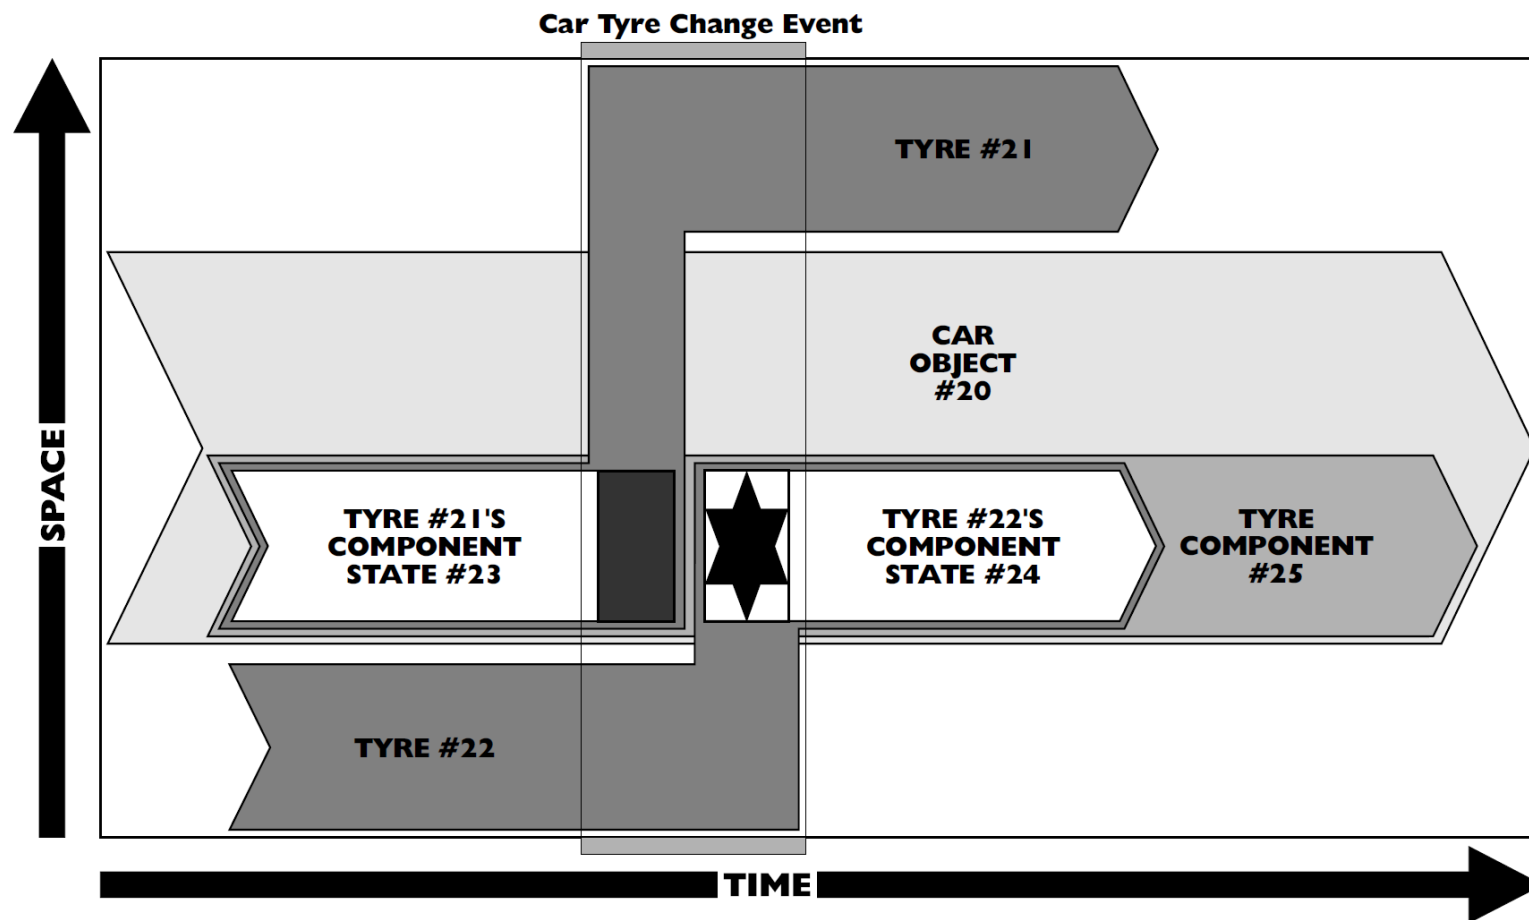 Car Tyre Change Event
TYRE #21
CAR
OBJECT
#20
SPACE
TYRE #21'S
COMPONENT
STATE #23
TYRE #22'S
COMPONENT
STATE #24
TYRE
COMPONENT
#25
TYRE #22
TIME